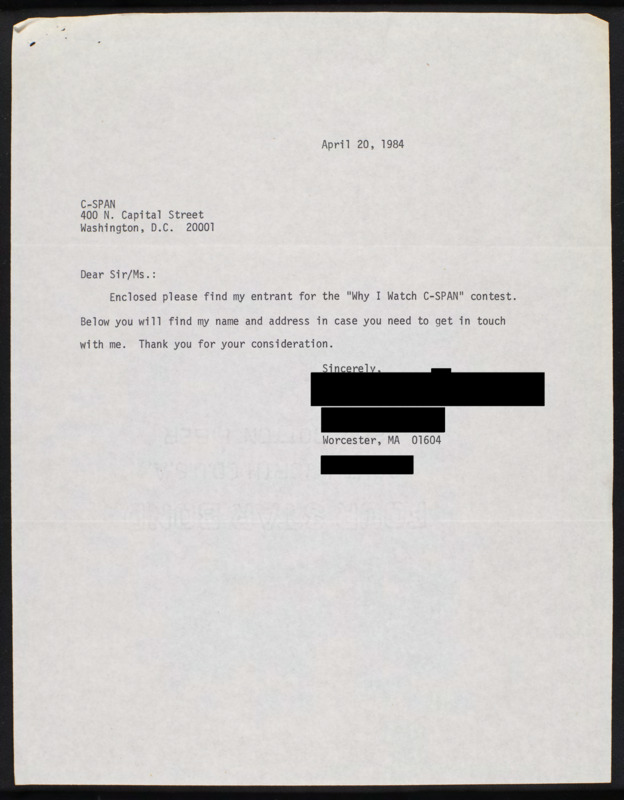 April 20, 1984
C-SPAN
400 N. Capital Street
Washington, D.C.  20001
Dear Sir/Ms.:
Enclosed please find my entrant for the "Why I Watch C-SPAN" contest.
Below you will find my name and address in case you need to get in touch
with me.  Thank you for your consideration.
Sincerely,
Worcester, MA  01604